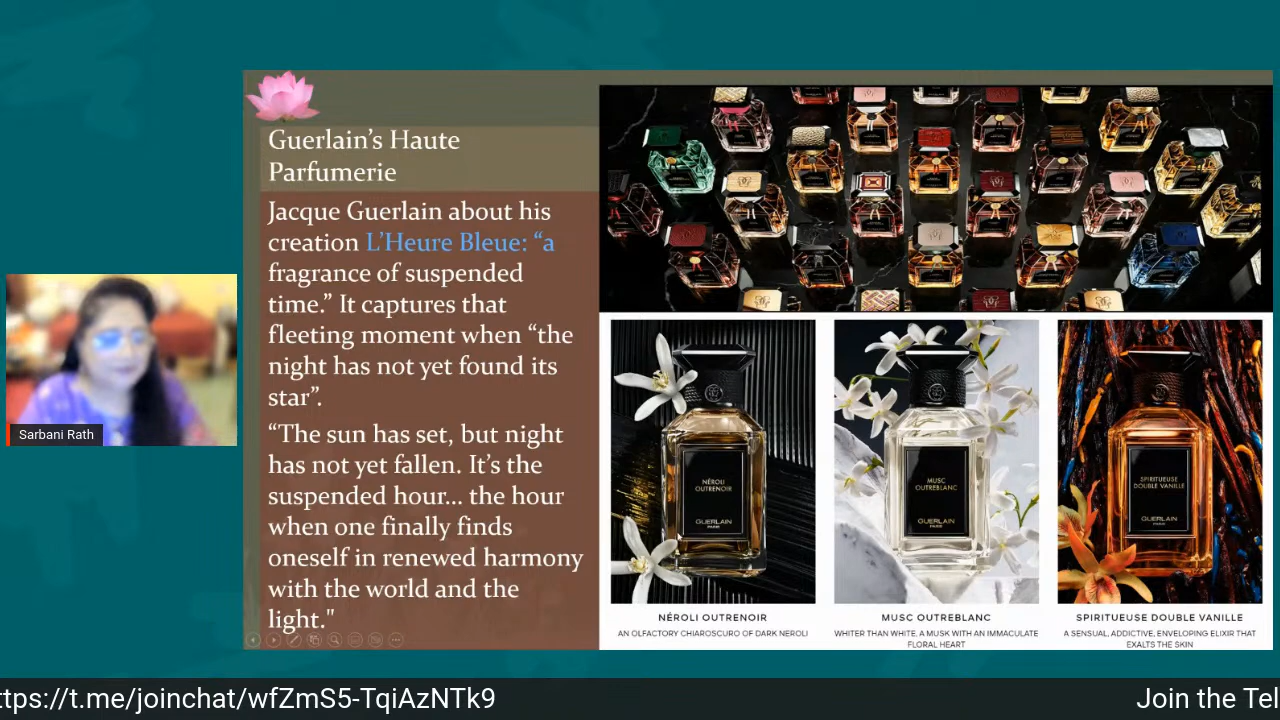 Guerlain’s Haute
Parfumerie
Jacque Guerlain about his
creation L’Heure Bleue: “a
fragrance of suspended
time.” It captures that
fleeting moment when “the
night has not yet found its
star”.
“The sun has set, but night
has not yet fallen. It’s the
suspended hour... the hour
when one finally finds
oneself in renewed harmony
with the world and the
light."
Sarbani Rath
NÉROLI
OUTRENOIR
GUERLAIN
PARIS
MUSC
OUTREBLANC
GUERLAIN
PARIS
SPIRITUEUSE
DOUBLE VANILLE
GUERLAIN
PARIS
NÉROLI OUTRENOIR
AN OLFACTORY CHIAROSCURO OF DARK NEROLI
MUSC OUTREBLANC
WHITER THAN WHITE, A MUSK WITH AN IMMACULATE
FLORAL HEART
SPIRITUEUSE DOUBLE VANILLE
A SENSUAL, ADDICTIVE, ENVELOPING ELIXIR THAT
EXALTS THE SKIN
ttps://t.me/joinchat/wfZmS5-TqiAzNTk9
Join the Tel